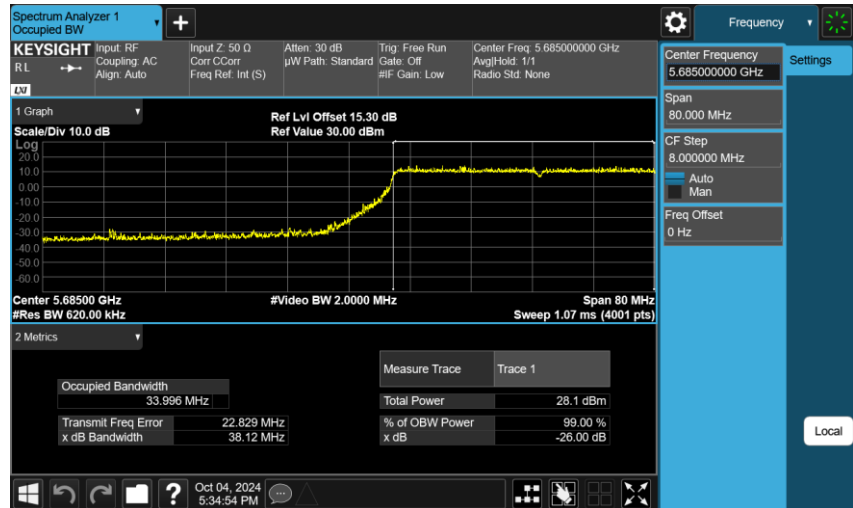 Spectrum Analyzer 1
Occupied BW
+
Frequency
KEYSIGHT
RL
LXI
Input: RF
Coupling: AC
Align: Auto
Input Z: 50 Ω
Corr CCorr
Freq Ref: Int (S)
Atten: 30 dB
µW Path: Standard
Trig: Free Run
Gate: Off
#IF Gain: Low
Center Freq: 5.685000000 GHz
Avg|Hold: 1/1
Radio Std: None
Center Frequency
5.685000000 GHz
Settings
Span
80.000 MHz
CF Step
8.000000 MHz
Auto
Man
Freq Offset
0 Hz
Local
1 Graph
Scale/Div 10.0 dB
Ref Lvl Offset 15.30 dB
Ref Value 30.00 dBm
Log
20.0
10.0
0.00
-10.0
-20.0
-30.0
-40.0
-50.0
-60.0
Center 5.68500 GHz
#Res BW 620.00 kHz
#Video BW 2.0000 MHz
Span 80 MHz
Sweep 1.07 ms (4001 pts)
2 Metrics
Measure Trace Trace 1
Occupied Bandwidth
33.996 MHz
Total Power 28.1 dBm
Transmit Freq Error 22.829 MHz
% of OBW Power 99.00 %
x dB Bandwidth 38.12 MHz
x dB -26.00 dB
?
Oct 04, 2024
5:34:54 PM